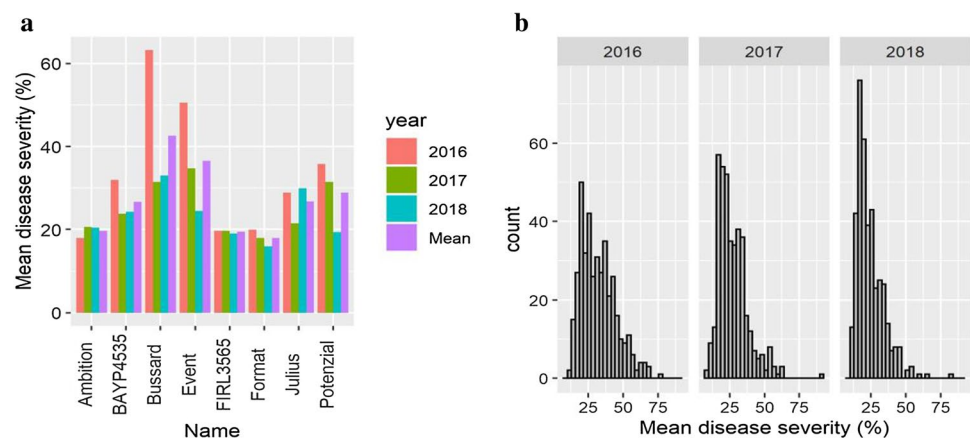 a
Mean disease severity (%)
60
40
20
0
Ambition
BAYP4535
Bussard
Event
FIRL3565
Format
Julius
Potenzial
Name
year
2016
2017
2018
Mean
b
2016
2017
2018
count
60
40
20
0
25
50
75
25
50
75
25
50
75
Mean disease severity (%)